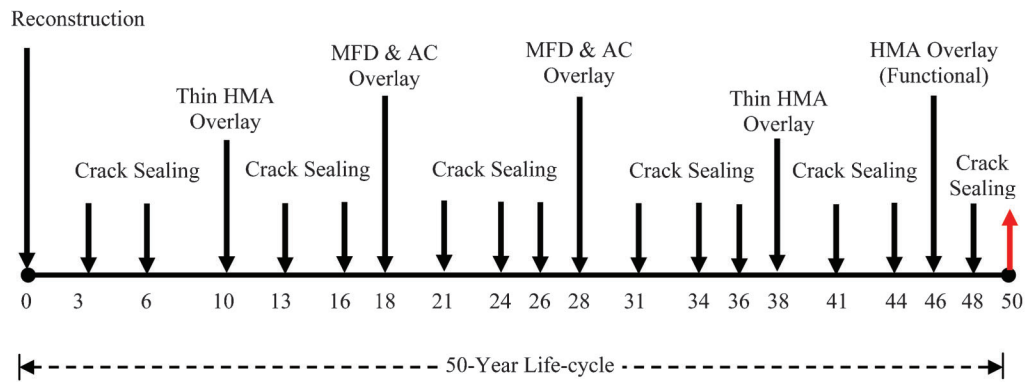 Reconstruction
MFD & AC
Overlay
MFD & AC
Overlay
HMA Overlay
(Functional)
Thin HMA
Overlay
Thin HMA
Overlay
Crack Sealing
Crack Sealing
Crack Sealing
Crack Sealing
Crack Sealing
Crack
Sealing
0 3 6 10 13 16 18 21 24 26 28 31 34 36 38 41 44 46 48 50
50-Year Life-cycle